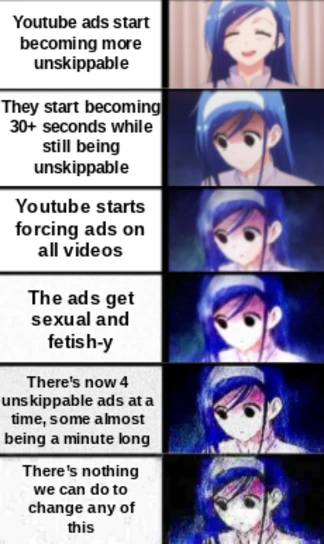 Youtube ads start
becoming more
unskippable
They start becoming
30+ seconds while
still being
unskippable
Youtube starts
forcing ads on
all videos
The ads get
sexual and
fetish-y
There's now 4
unskippable ads at a
time, some almost
being a minute long
There's nothing
we can do to
change any of
this